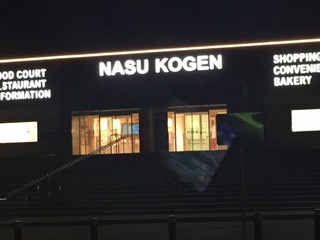 NASU KOGEN
OOD COURT
STAURANT
FORMATION
SHOPPING
CONVENIE
BAKERY